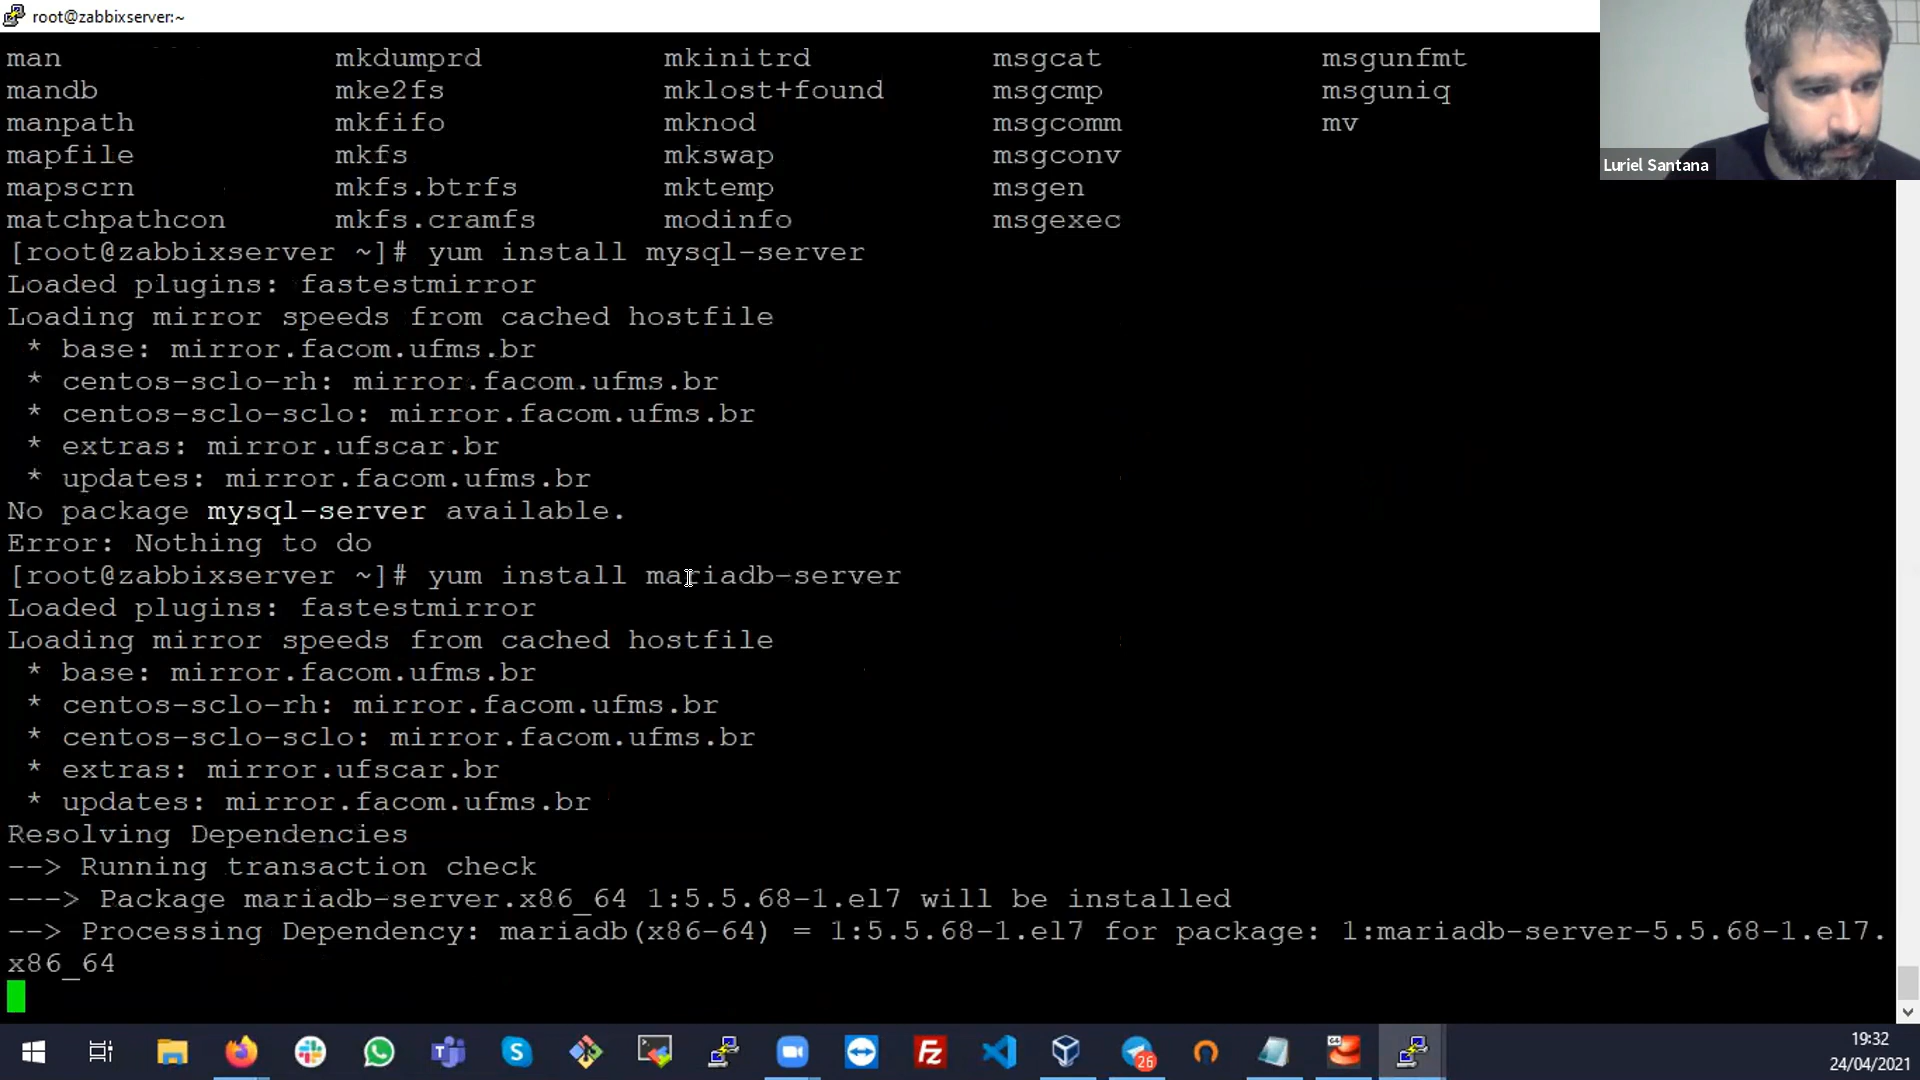 root@zabbixserver:~
man mkdumprd mkinitrd msgcat msgunfmt
mandb mke2fs mklost+found msgcmp msguniq
manpath mkfifo mknod msgcomm mv
mapfile mkfs mkswap msgconv
mapscrn mkfs.btrfs mktemp msgen
matchpathcon mkfs.cramfs modinfo msgexec
[root@zabbixserver ~]# yum install mysql-server
Loaded plugins: fastestmirror
Loading mirror speeds from cached hostfile
* base: mirror.facom.ufms.br
* centos-sclo-rh: mirror.facom.ufms.br
* centos-sclo-sclo: mirror.facom.ufms.br
* extras: mirror.ufscar.br
* updates: mirror.facom.ufms.br
No package mysql-server available.
Error: Nothing to do
[root@zabbixserver ~]# yum install mariadb-server
Loaded plugins: fastestmirror
Loading mirror speeds from cached hostfile
* base: mirror.facom.ufms.br
* centos-sclo-rh: mirror.facom.ufms.br
* centos-sclo-sclo: mirror.facom.ufms.br
* extras: mirror.ufscar.br
* updates: mirror.facom.ufms.br
Resolving Dependencies
--> Running transaction check
---> Package mariadb-server.x86_64 1:5.5.68-1.el7 will be installed
--> Processing Dependency: mariadb(x86-64) = 1:5.5.68-1.el7 for package: 1:mariadb-server-5.5.68-1.el7.
x86_64
Luriel Santana
26
64
19:32
24/04/2021